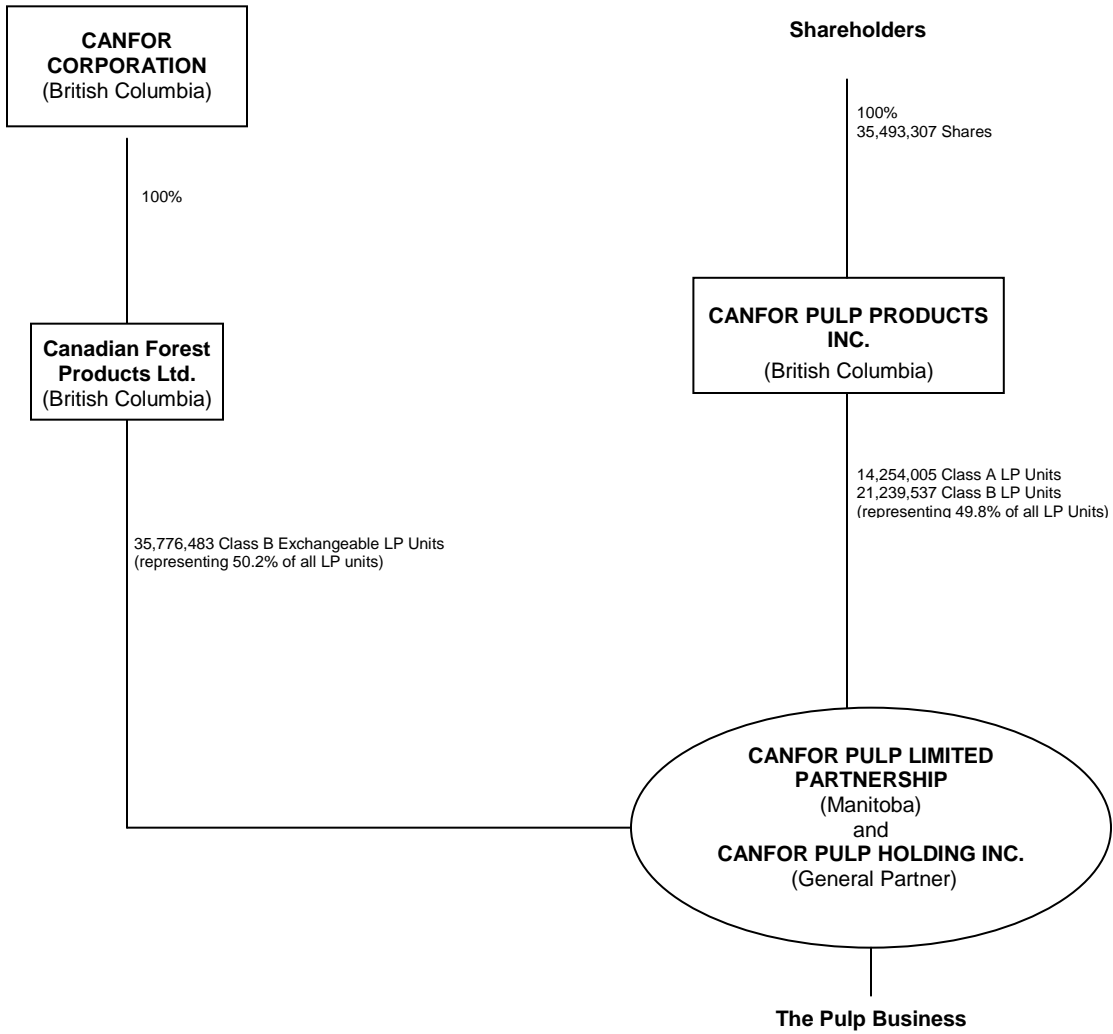 CANFOR
CORPORATION
(British Columbia)
100%
Canadian Forest
Products Ltd.
(British Columbia)
35,776,483 Class B Exchangeable LP Units
(representing 50.2% of all LP units)
Shareholders
100%
35,493,307 Shares
CANFOR PULP PRODUCTS
INC.
(British Columbia)
14,254,005 Class A LP Units
21,239,537 Class B LP Units
(representing 49.8% of all LP Units)
CANFOR PULP LIMITED
PARTNERSHIP
(Manitoba)
and
CANFOR PULP HOLDING INC.
(General Partner)
The Pulp Business